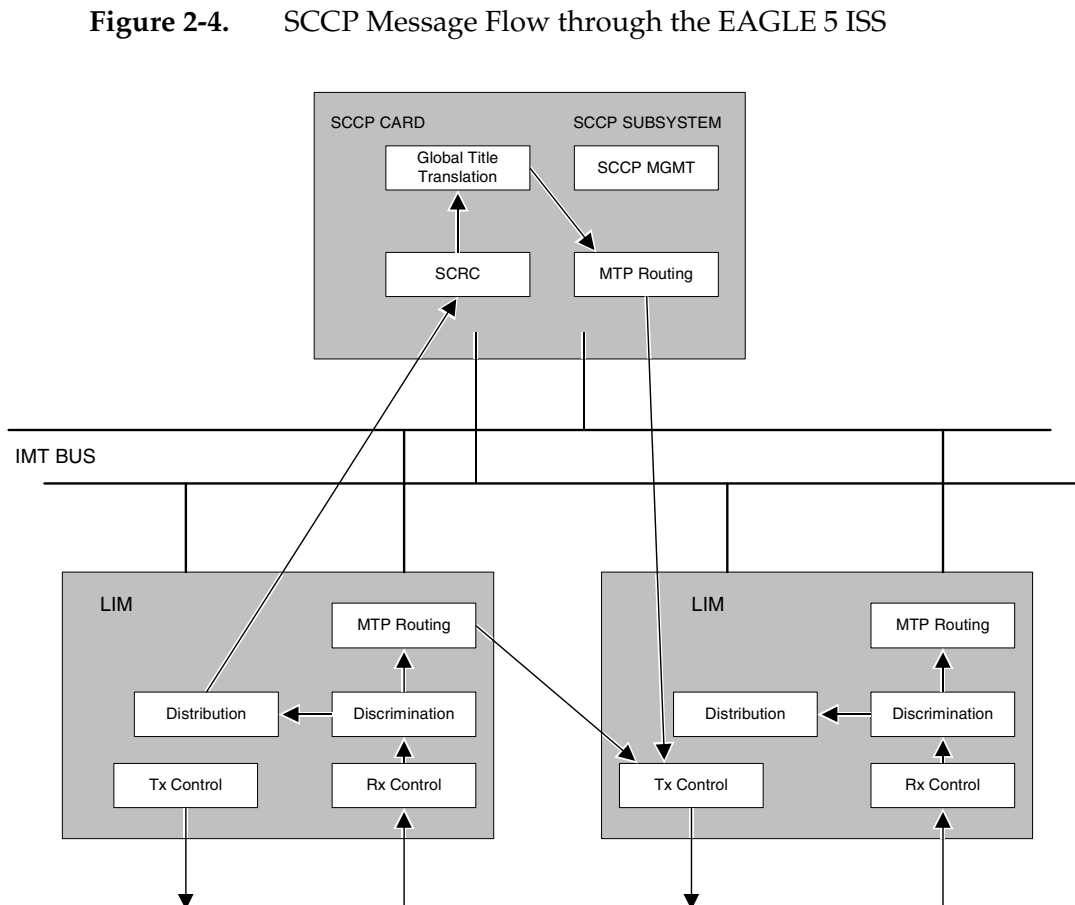 Figure 2-4. SCCP Message Flow through the EAGLE 5 ISS
SCCP CARD
SCCP SUBSYSTEM
Global Title
Translation
SCCP MGMT
SCRC
MTP Routing
IMT BUS
LIM
MTP Routing
Distribution
Discrimination
Tx Control
Rx Control
LIM
MTP Routing
Distribution
Discrimination
Tx Control
Rx Control